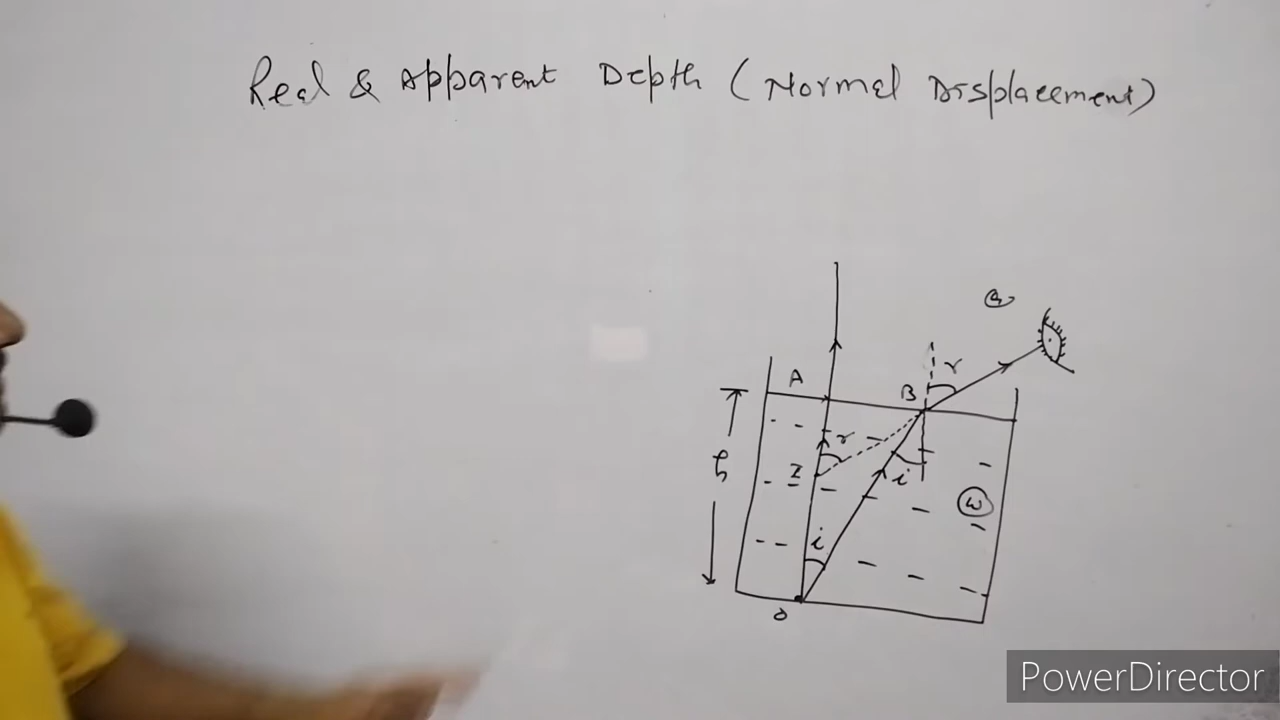 Real & Apparent Depth (Normal Displacement)
a
r
A
B
r
t
I
i
w
i
O
PowerDirector